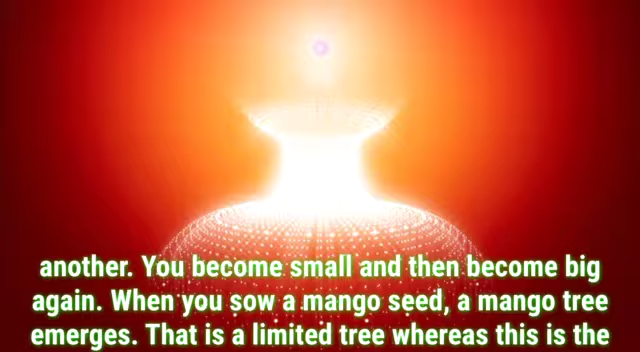 another. You become small and then become big
again. When you sow a mango seed, a mango tree
emerges. That is a limited tree whereas this is the